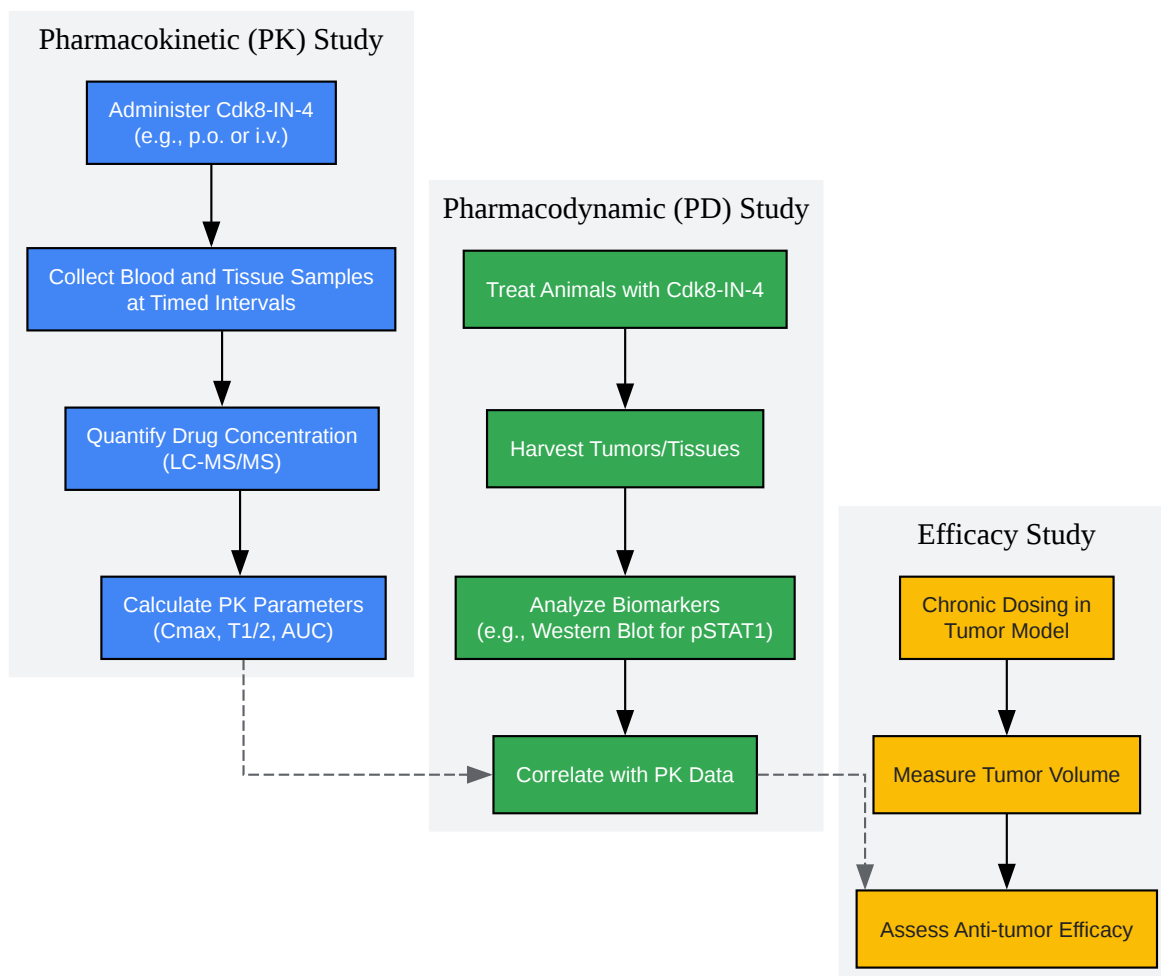 Pharmacokinetic (PK) Study
Administer Cdk8-IN-4
(e.g., p.o. or i.v.)
Collect Blood and Tissue Samples
at Timed Intervals
Quantify Drug Concentration
(LC-MS/MS)
Calculate PK Parameters
(Cmax, T1/2, AUC)
Pharmacodynamic (PD) Study
Treat Animals with Cdk8-IN-4
Harvest Tumors/Tissues
Analyze Biomarkers
(e.g., Western Blot for pSTAT1)
Correlate with PK Data
Efficacy Study
Chronic Dosing in
Tumor Model
Measure Tumor Volume
Assess Anti-tumor Efficacy